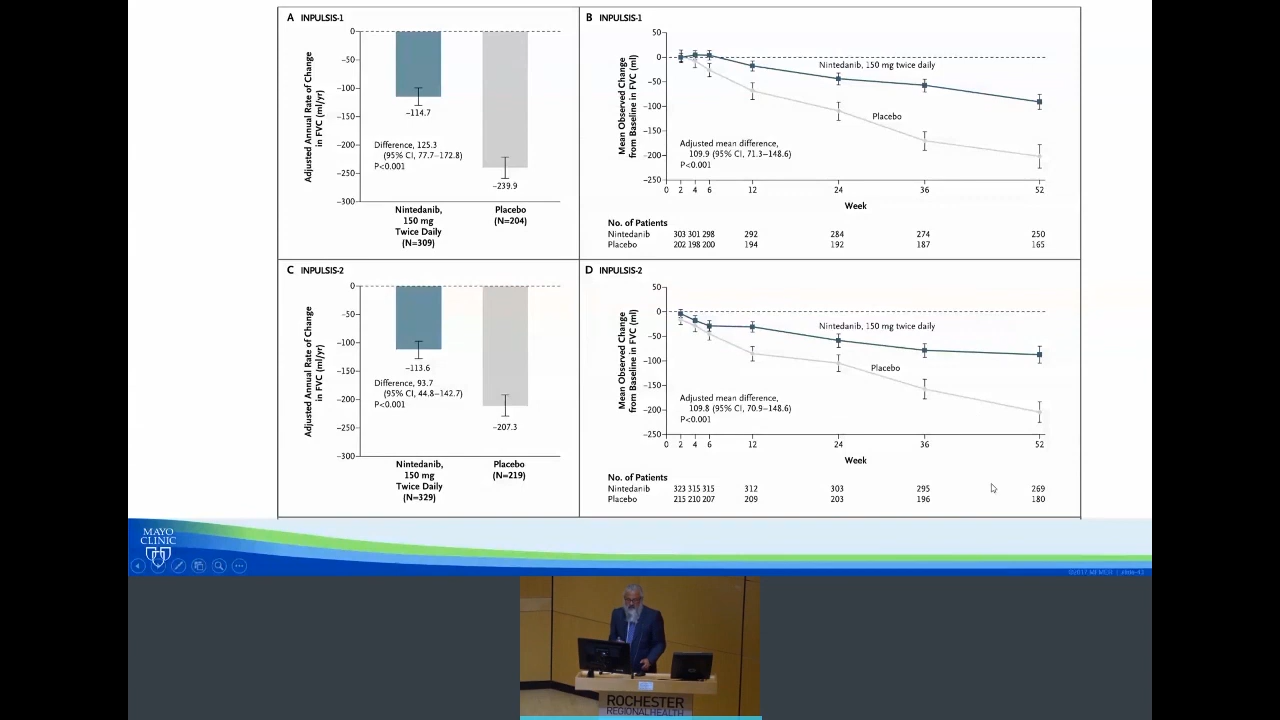 A INPULSIS-1
0
−50
−100
−150
−200
−250
−300
Adjusted Annual Rate of Change
in FVC (ml/yr)
−114.7
−239.9
Difference, 125.3
(95% CI, 77.7–172.8)
P<0.001
Nintedanib,
150 mg
Twice Daily
(N=309)
Placebo
(N=204)
B INPULSIS-1
50
0
−50
−100
−150
−200
−250
Mean Observed Change
from Baseline in FVC (ml)
Nintedanib, 150 mg twice daily
Placebo
Adjusted mean difference,
109.9 (95% CI, 71.3–148.6)
P<0.001
0 2 4 6 12 24 36 52
Week
No. of Patients
Nintedanib 303 301 298 292 284 274 250
Placebo 202 198 200 194 192 187 165
C INPULSIS-2
0
−50
−100
−150
−200
−250
−300
Adjusted Annual Rate of Change
in FVC (ml/yr)
−113.6
−207.3
Difference, 93.7
(95% CI, 44.8–142.7)
P<0.001
Nintedanib,
150 mg
Twice Daily
(N=329)
Placebo
(N=219)
D INPULSIS-2
50
0
−50
−100
−150
−200
−250
Mean Observed Change
from Baseline in FVC (ml)
Nintedanib, 150 mg twice daily
Placebo
Adjusted mean difference,
109.8 (95% CI, 70.9–148.6)
P<0.001
0 2 4 6 12 24 36 52
Week
No. of Patients
Nintedanib 323 315 315 312 303 295 269
Placebo 215 210 207 209 203 196 180
MAYO
CLINIC
©2017 MFMER | slide-43
ROCHESTER
REGIONAL HEALTH